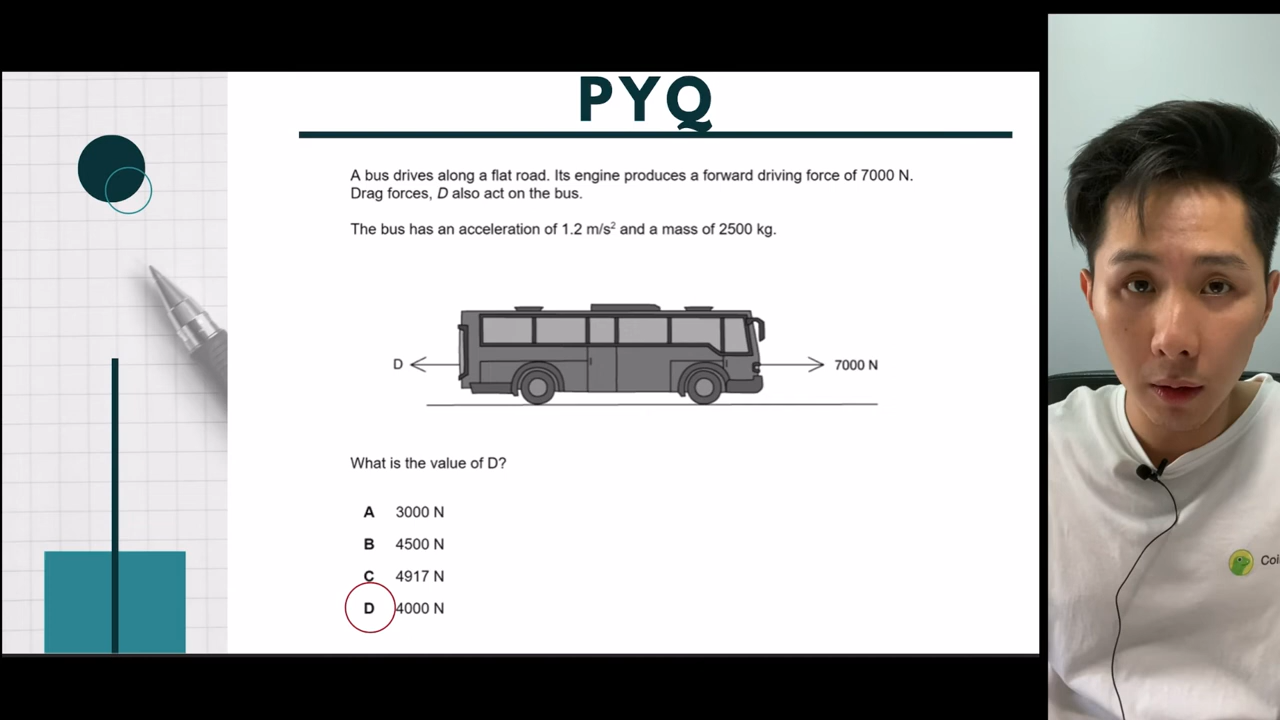 PYQ
A bus drives along a flat road. Its engine produces a forward driving force of 7000 N.
Drag forces, D also act on the bus.
The bus has an acceleration of 1.2 m/s² and a mass of 2500 kg.
D
7000 N
What is the value of D?
A 3000 N
B 4500 N
C 4917 N
D 4000 N